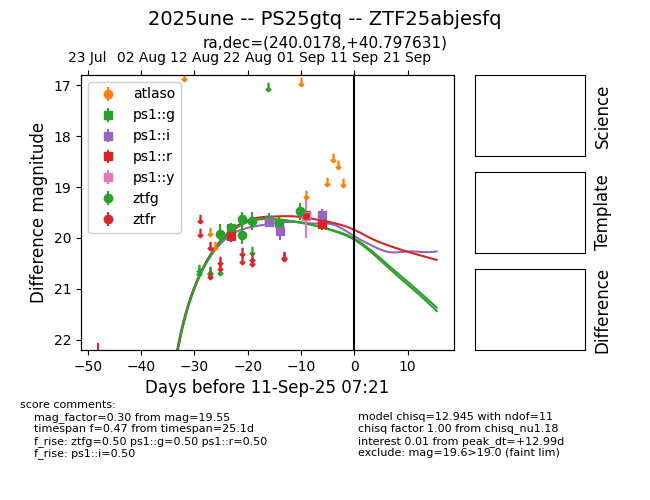 2025une -- PS25gtq -- ZTF25abjesfq
ra,dec=(240.0178,+40.797631)
23 Jul 02 Aug 12 Aug 22 Aug 01 Sep 11 Sep 21 Sep
17
18
19
20
21
22
Difference magnitude
atlaso
ps1::g
ps1::i
ps1::r
ps1::y
ztfg
ztfr
−50 −40 −30 −20 −10 0 10
Days before 11-Sep-25 07:21
Science
Template
Difference
score comments:
mag_factor=0.30 from mag=19.55
timespan f=0.47 from timespan=25.1d
f_rise: ztfg=0.50 ps1::g=0.50 ps1::r=0.50
f_rise: ps1::i=0.50
model chisq=12.945 with ndof=11
chisq factor 1.00 from chisq_nu1.18
interest 0.01 from peak_dt=+12.99d
exclude: mag=19.6>19.0 (faint lim)